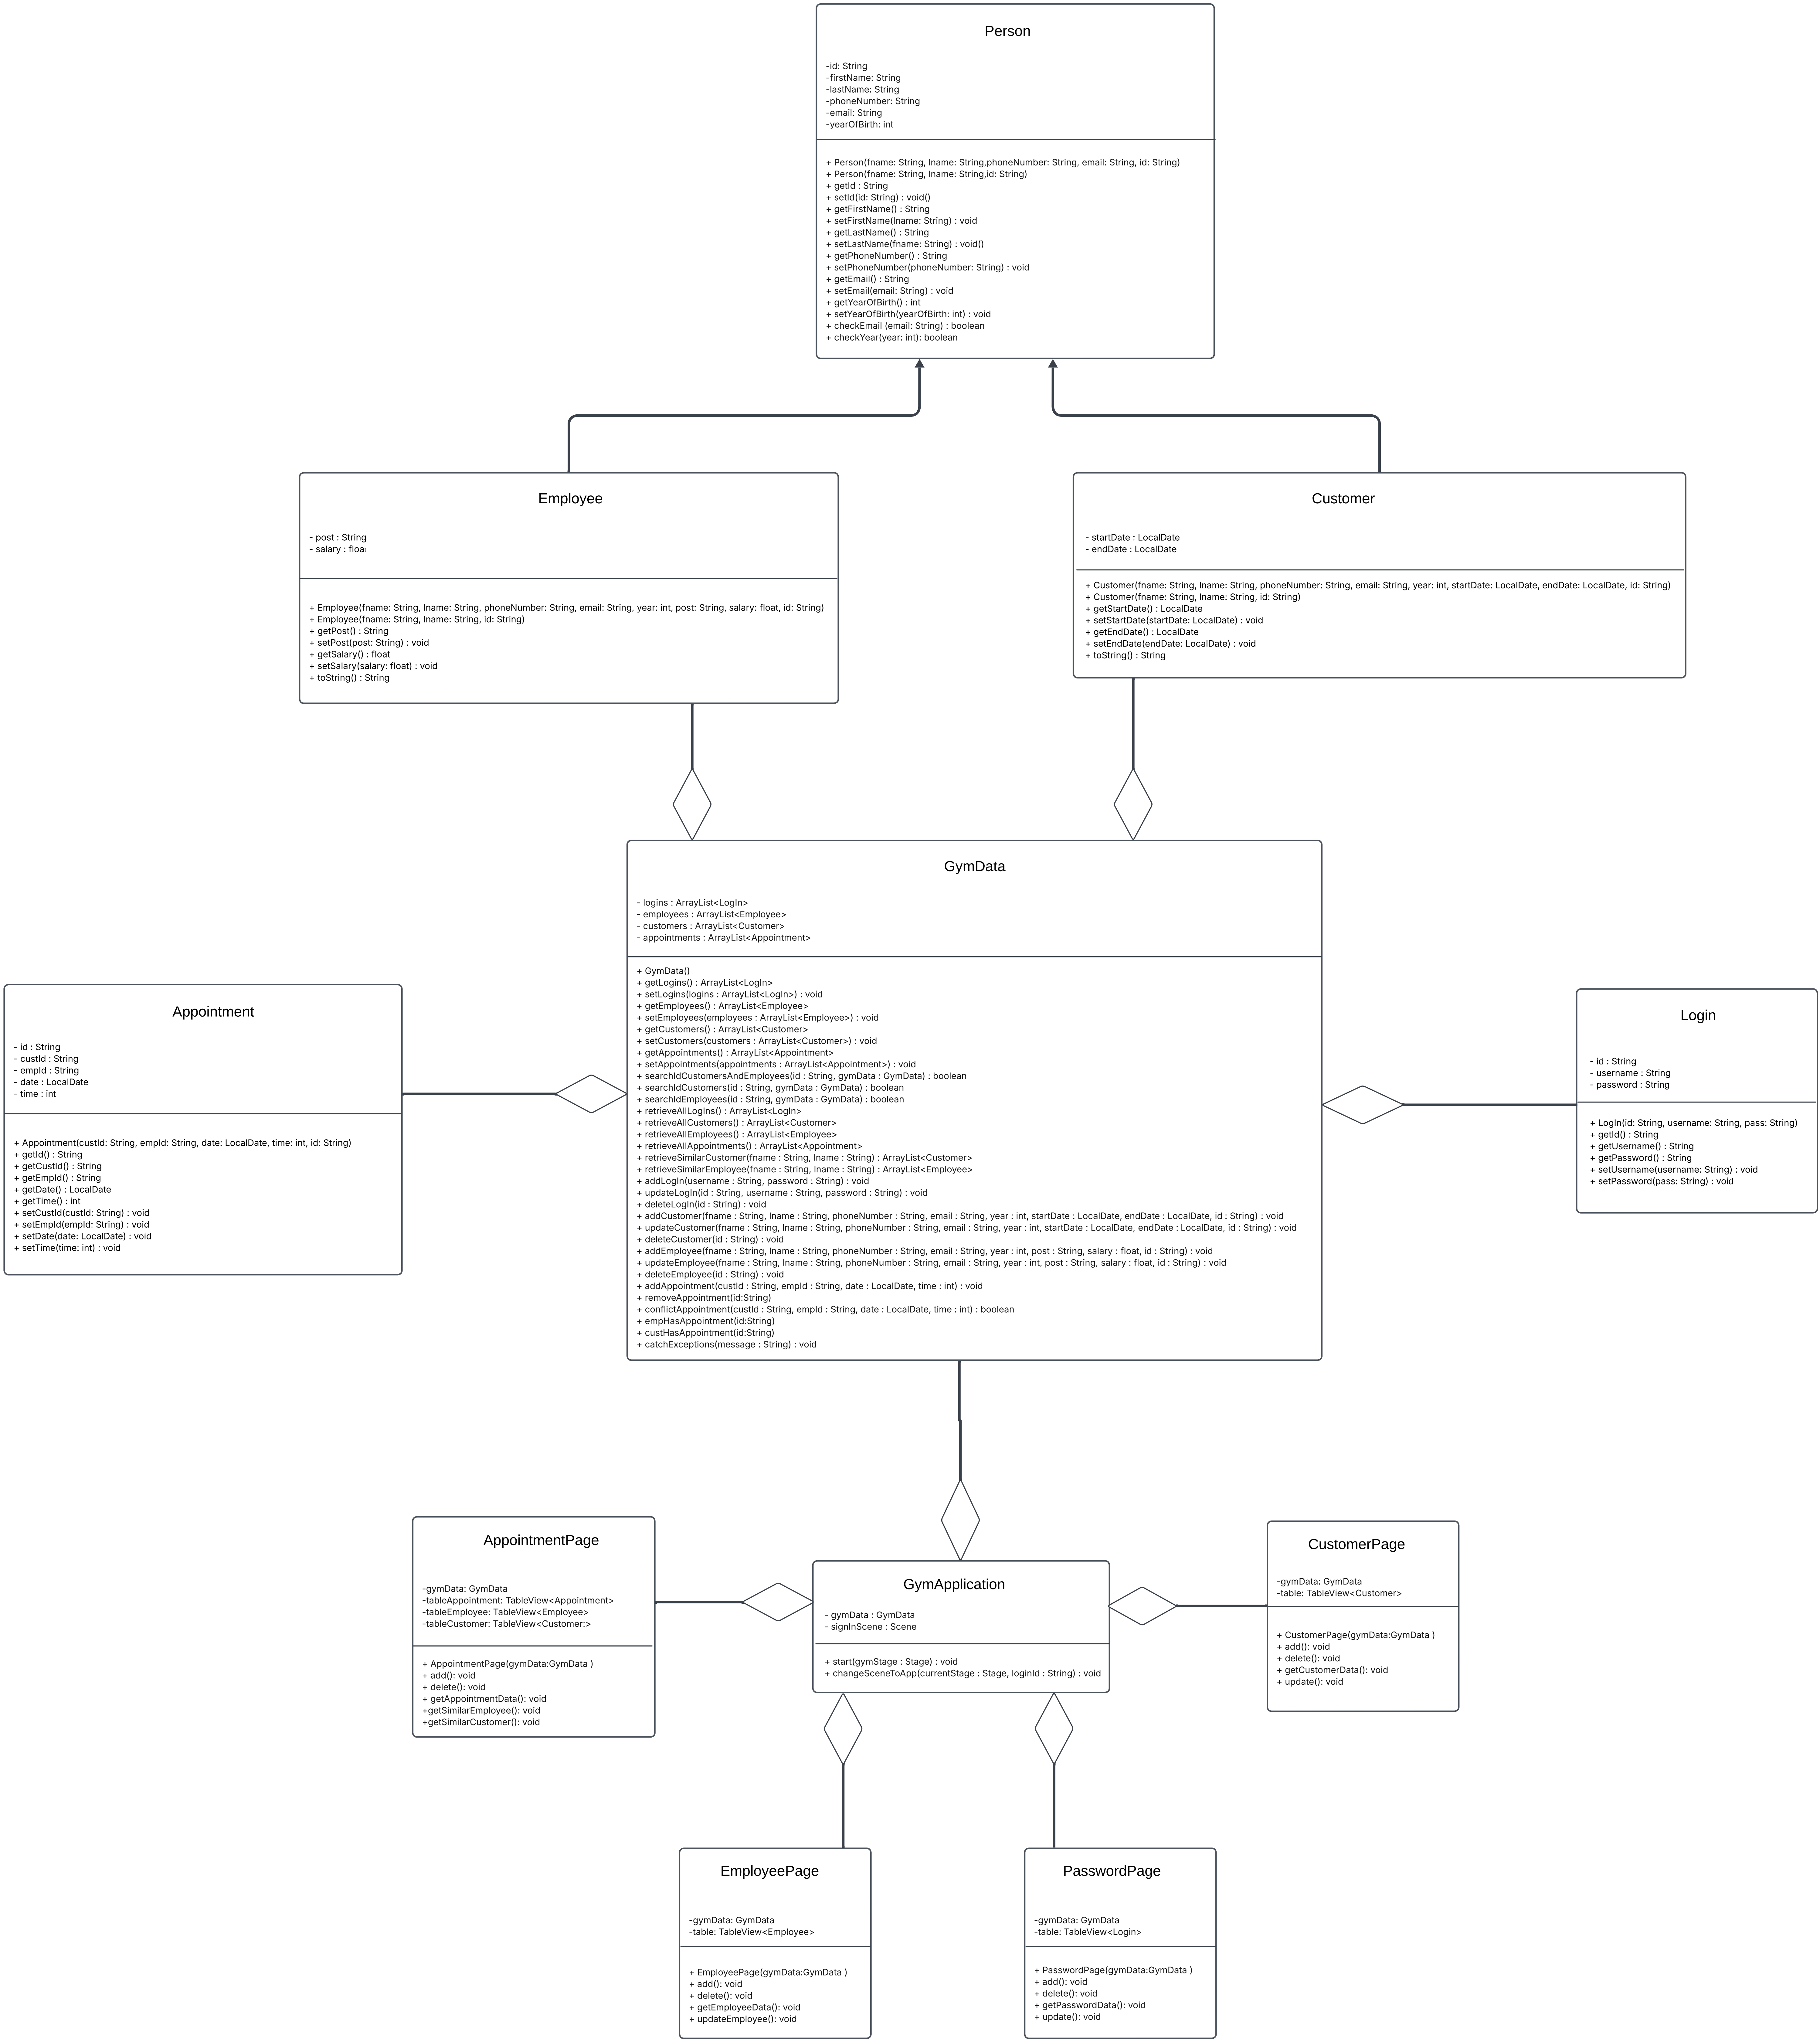 Person
-id: String
-firstName: String
-lastName: String
-phoneNumber: String
-email: String
-yearOfBirth: int
+ Person(fname: String, lname: String,phoneNumber: String, email: String, id: String)
+ Person(fname: String, lname: String,id: String)
+ getId : String
+ setId(id: String) : void()
+ getFirstName() : String
+ setFirstName(lname: String) : void
+ getLastName() : String
+ setLastName(fname: String) : void()
+ getPhoneNumber() : String
+ setPhoneNumber(phoneNumber: String) : void
+ getEmail() : String
+ setEmail(email: String) : void
+ getYearOfBirth() : int
+ setYearOfBirth(yearOfBirth: int) : void
+ checkEmail (email: String) : boolean
+ checkYear(year: int): boolean
Employee
- post : String
- salary : float
+ Employee(fname: String, lname: String, phoneNumber: String, email: String, year: int, post: String, salary: float, id: String)
+ Employee(fname: String, lname: String, id: String)
+ getPost() : String
+ setPost(post: String) : void
+ getSalary() : float
+ setSalary(salary: float) : void
+ toString() : String
Customer
- startDate : LocalDate
- endDate : LocalDate
+ Customer(fname: String, lname: String, phoneNumber: String, email: String, year: int, startDate: LocalDate, endDate: LocalDate, id: String)
+ Customer(fname: String, lname: String, id: String)
+ getStartDate() : LocalDate
+ setStartDate(startDate: LocalDate) : void
+ getEndDate() : LocalDate
+ setEndDate(endDate: LocalDate) : void
+ toString() : String
GymData
- logins : ArrayList<LogIn>
- employees : ArrayList<Employee>
- customers : ArrayList<Customer>
- appointments : ArrayList<Appointment>
+ GymData()
+ getLogins() : ArrayList<LogIn>
+ setLogins(logins : ArrayList<LogIn>) : void
+ getEmployees() : ArrayList<Employee>
+ setEmployees(employees : ArrayList<Employee>) : void
+ getCustomers() : ArrayList<Customer>
+ setCustomers(customers : ArrayList<Customer>) : void
+ getAppointments() : ArrayList<Appointment>
+ setAppointments(appointments : ArrayList<Appointment>) : void
+ searchIdCustomersAndEmployees(id : String, gymData : GymData) : boolean
+ searchIdCustomers(id : String, gymData : GymData) : boolean
+ searchIdEmployees(id : String, gymData : GymData) : boolean
+ retrieveAllLogIns() : ArrayList<LogIn>
+ retrieveAllCustomers() : ArrayList<Customer>
+ retrieveAllEmployees() : ArrayList<Employee>
+ retrieveAllAppointments() : ArrayList<Appointment>
+ retrieveSimilarCustomer(fname : String, lname : String) : ArrayList<Customer>
+ retrieveSimilarEmployee(fname : String, lname : String) : ArrayList<Employee>
+ addLogIn(username : String, password : String) : void
+ updateLogIn(id : String, username : String, password : String) : void
+ deleteLogIn(id : String) : void
+ addCustomer(fname : String, lname : String, phoneNumber : String, email : String, year : int, startDate : LocalDate, endDate : LocalDate, id : String) : void
+ updateCustomer(fname : String, lname : String, phoneNumber : String, email : String, year : int, startDate : LocalDate, endDate : LocalDate, id : String) : void
+ deleteCustomer(id : String) : void
+ addEmployee(fname : String, lname : String, phoneNumber : String, email : String, year : int, post : String, salary : float, id : String) : void
+ updateEmployee(fname : String, lname : String, phoneNumber : String, email : String, year : int, post : String, salary : float, id : String) : void
+ deleteEmployee(id : String) : void
+ addAppointment(custId : String, empId : String, date : LocalDate, time : int) : void
+ removeAppointment(id:String)
+ conflictAppointment(custId : String, empId : String, date : LocalDate, time : int) : boolean
+ empHasAppointment(id:String)
+ custHasAppointment(id:String)
+ catchExceptions(message : String) : void
Appointment
- id : String
- custId : String
- empId : String
- date : LocalDate
- time : int
+ Appointment(custId: String, empId: String, date: LocalDate, time: int, id: String)
+ getId() : String
+ getCustId() : String
+ getEmpId() : String
+ getDate() : LocalDate
+ getTime() : int
+ setCustId(custId: String) : void
+ setEmpId(empId: String) : void
+ setDate(date: LocalDate) : void
+ setTime(time: int) : void
Login
- id : String
- username : String
- password : String
+ LogIn(id: String, username: String, pass: String)
+ getId() : String
+ getUsername() : String
+ getPassword() : String
+ setUsername(username: String) : void
+ setPassword(pass: String) : void
AppointmentPage
-gymData: GymData
-tableAppointment: TableView<Appointment>
-tableEmployee: TableView<Employee>
-tableCustomer: TableView<Customer:>
+ AppointmentPage(gymData:GymData )
+ add(): void
+ delete(): void
+ getAppointmentData(): void
+getSimilarEmployee(): void
+getSimilarCustomer(): void
GymApplication
- gymData : GymData
- signInScene : Scene
+ start(gymStage : Stage) : void
+ changeSceneToApp(currentStage : Stage, loginId : String) : void
CustomerPage
-gymData: GymData
-table: TableView<Customer>
+ CustomerPage(gymData:GymData )
+ add(): void
+ delete(): void
+ getCustomerData(): void
+ update(): void
EmployeePage
-gymData: GymData
-table: TableView<Employee>
+ EmployeePage(gymData:GymData )
+ add(): void
+ delete(): void
+ getEmployeeData(): void
+ updateEmployee(): void
PasswordPage
-gymData: GymData
-table: TableView<Login>
+ PasswordPage(gymData:GymData )
+ add(): void
+ delete(): void
+ getPasswordData(): void
+ update(): void